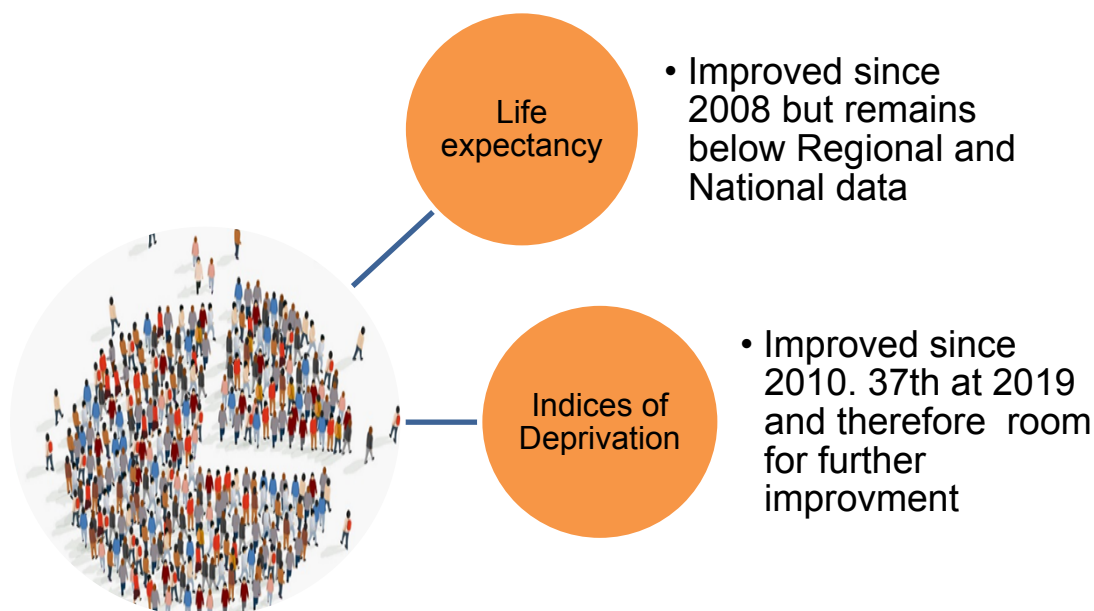 Life
expectancy
• Improved since
2008 but remains
below Regional and
National data
Indices of
Deprivation
• Improved since
2010. 37th at 2019
and therefore  room
for further
improvment